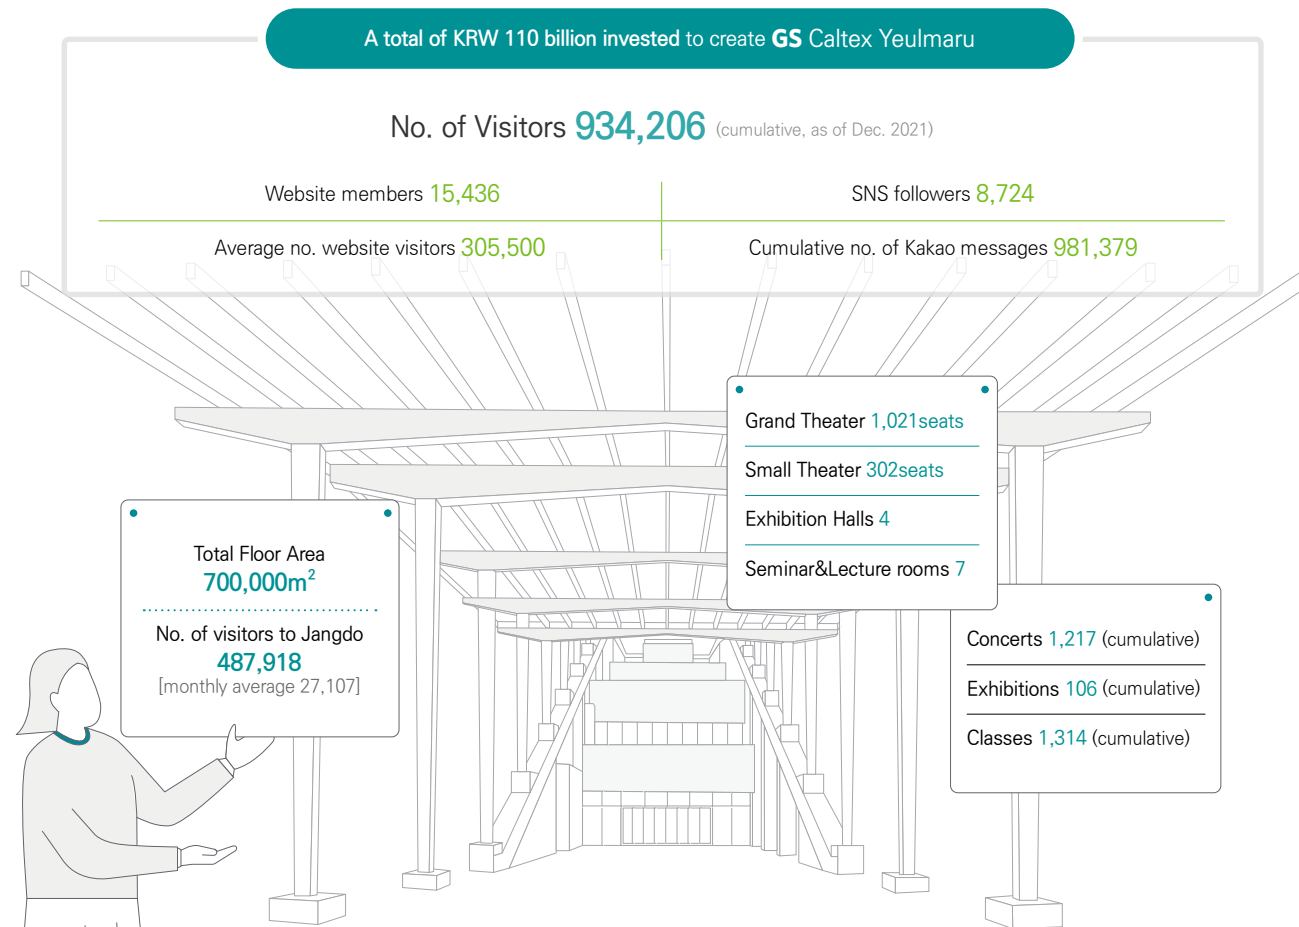 A total of KRW 110 billion invested to create GS Caltex Yeulmaru
No. of Visitors 934,206 (cumulative, as of Dec. 2021)
Website members 15,436
SNS followers 8,724
Average no. website visitors 305,500
Cumulative no. of Kakao messages 981,379
Grand Theater 1,021seats
Small Theater 302seats
Exhibition Halls 4
Seminar&Lecture rooms 7
Total Floor Area
700,000m²
No. of visitors to Jangdo
487,918
[monthly average 27,107]
Concerts 1,217 (cumulative)
Exhibitions 106 (cumulative)
Classes 1,314 (cumulative)